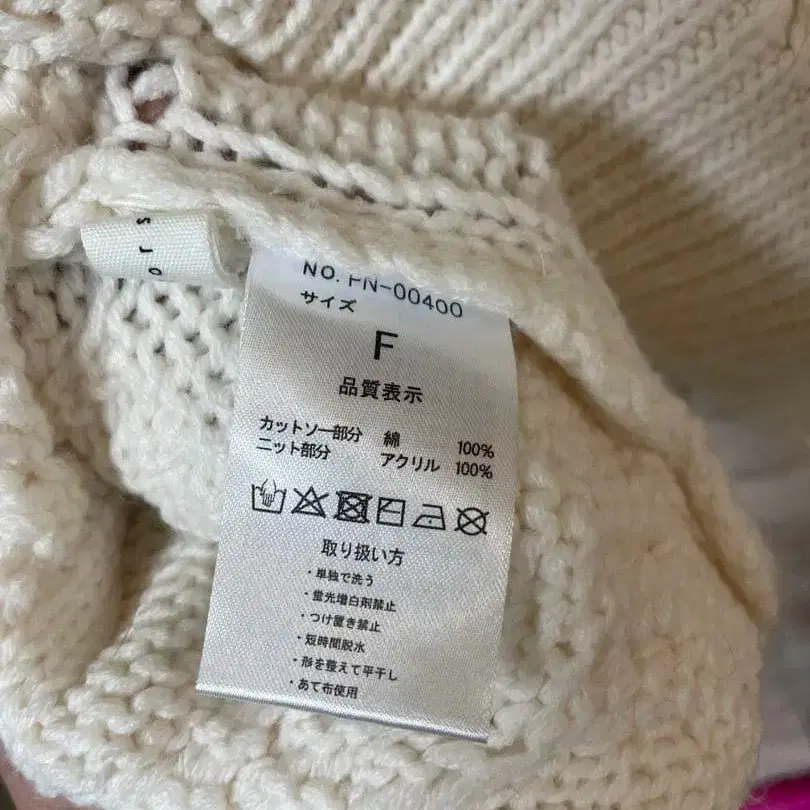 s
r
o
NO. PN-00400
サイズ
F
品質表示
カットソー部分 綿 100%
ニット部分 アクリル 100%
取り扱い方
・単独で洗う
・蛍光増白剤禁止
・つけ置き禁止
・短時間脱水
・形を整えて平干し
・あて布使用